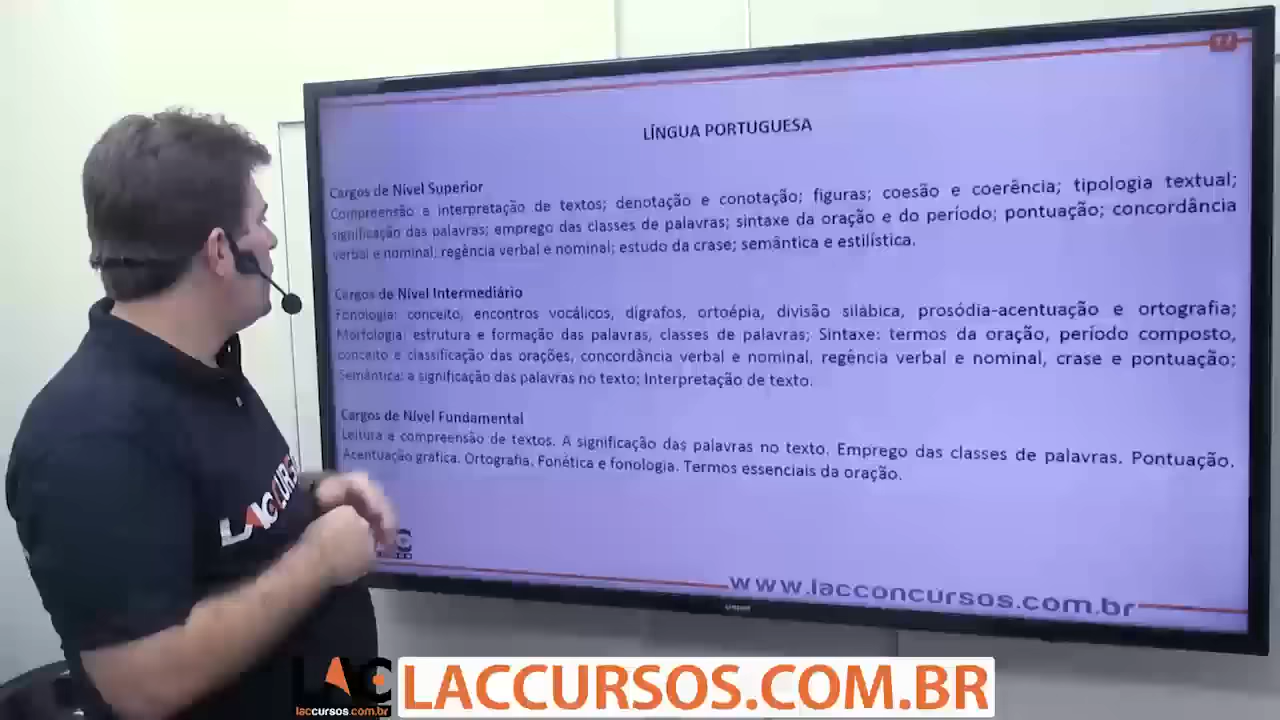 LÍNGUA PORTUGUESA
Cargos de Nível Superior
Compreensão e interpretação de textos; denotação e conotação; figuras; coesão e coerência; tipologia textual;
significação das palavras; emprego das classes de palavras; sintaxe da oração e do período; pontuação; concordância
verbal e nominal; regência verbal e nominal; estudo da crase; semântica e estilística.
Cargos de Nível Intermediário
Fonologia: conceito, encontros vocálicos, dígrafos, ortoépia, divisão silábica, prosódia-acentuação e ortografia;
Morfologia: estrutura e formação das palavras, classes de palavras; Sintaxe: termos da oração, período composto,
conceito e classificação das orações, concordância verbal e nominal, regência verbal e nominal, crase e pontuação;
Semântica: a significação das palavras no texto; Interpretação de texto.
Cargos de Nível Fundamental
Leitura e compreensão de textos. A significação das palavras no texto. Emprego das classes de palavras. Pontuação.
Acentuação gráfica. Ortografia. Fonética e fonologia. Termos essenciais da oração.
www.lacconcursos.com.br
LACCURS
LAC LACCURSOS.COM.BR
laccursos.com.br